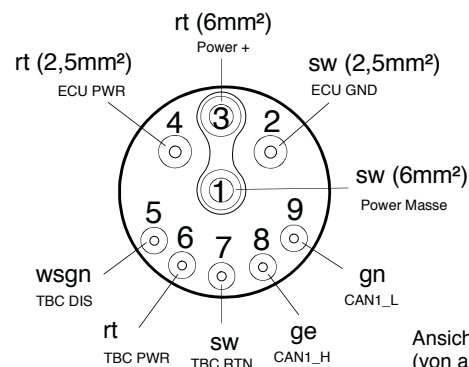 rt (6mm²)
Power +
rt (2,5mm²)
ECU PWR
sw (2,5mm²)
ECU GND
3
4
2
1
sw (6mm²)
Power Masse
5
9
6
7
8
wsgn
TBC DIS
gn
CAN1_L
rt
TBC PWR
sw
TBC RTN
ge
CAN1_H
Ansich
(von a